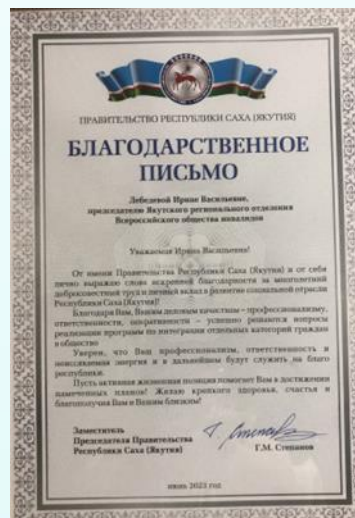 ПРАВИТЕЛЬСТВО РЕСПУБЛИКИ САХА (ЯКУТИЯ)
БЛАГОДАРСТВЕННОЕ
ПИСЬМО
Лебедевой Ирине Васильевне,
председателю Якутского регионального отделения
Всероссийского общества инвалидов
Уважаемая Ирина Васильевна!
От имени Правительства Республики Саха (Якутия) и от себя
лично выражаю слова искренней благодарности за многолетний
добросовестный труд и личный вклад в развитие социальной отрасли
Республики Саха (Якутия)!
Благодаря Вам, Вашим деловым качествам – профессионализму,
ответственности, оперативности – успешно решаются вопросы
реализации программ по интеграции отдельных категорий граждан
в общество
Уверен, что Ваш профессионализм, ответственность и
неиссякаемая энергия и в дальнейшем будут служить на благо
республики.
Пусть активная жизненная позиция помогает Вам в достижении
намеченных планов! Желаю крепкого здоровья, счастья и
благополучия Вам и Вашим близким!
Заместитель
Председателя Правительства
Республики Саха (Якутия)
Г.М. Степанов
июнь 2023 год